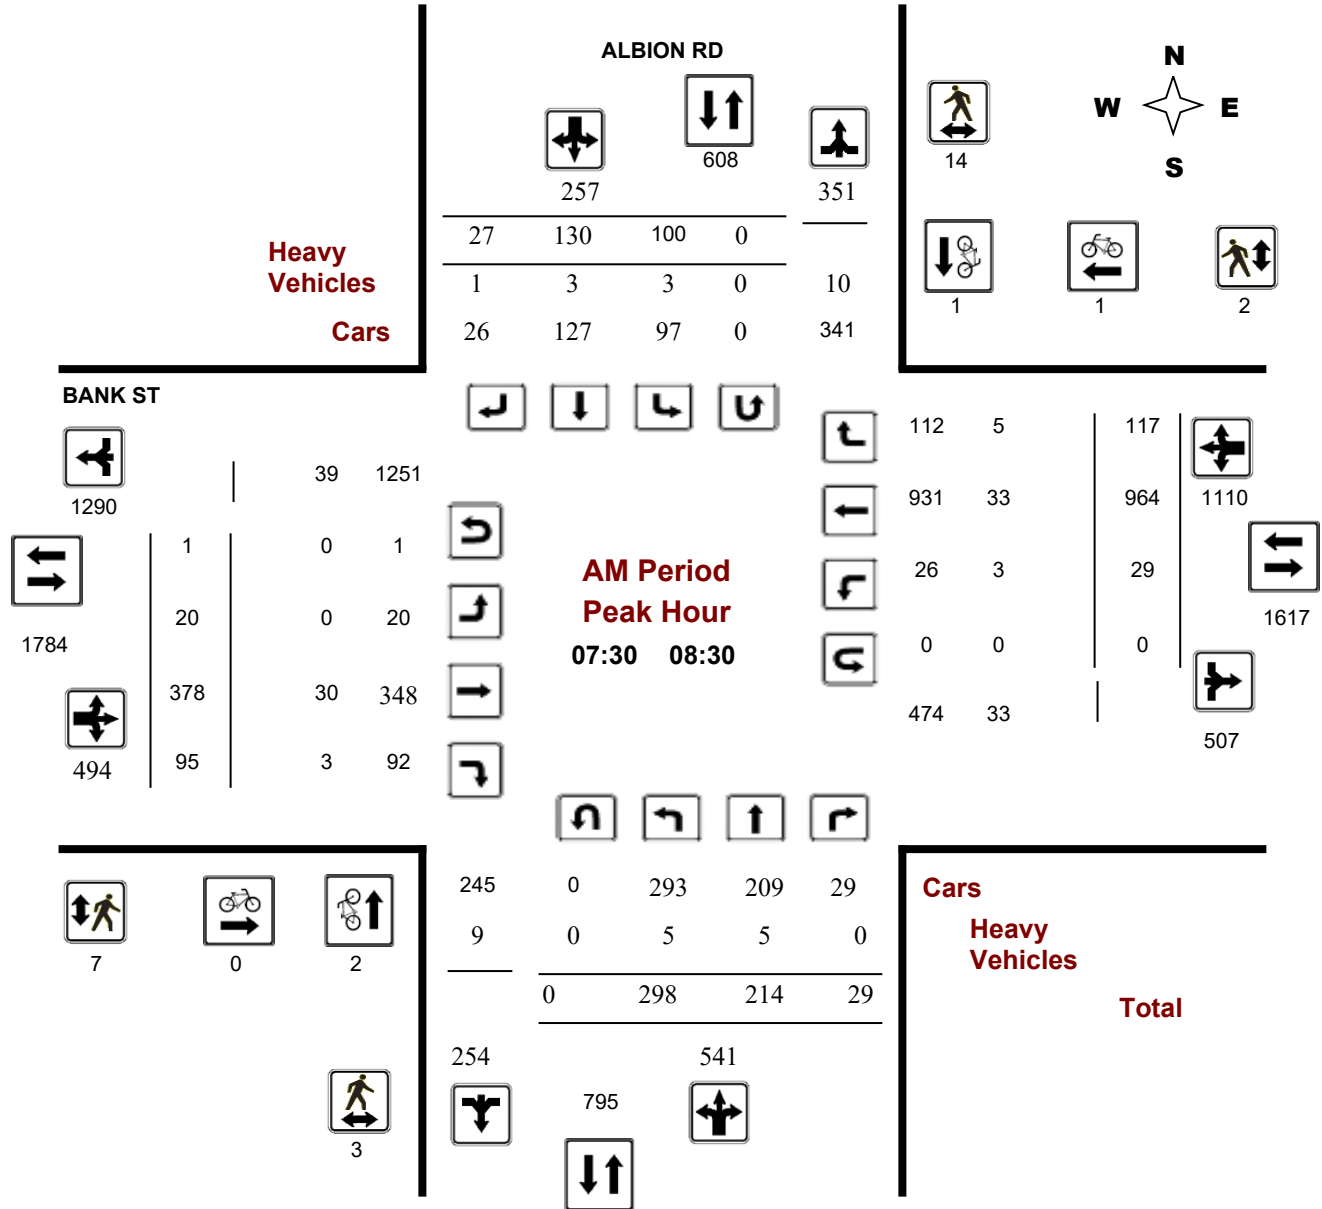 ALBION RD
N
W E
S
608
14
257 351
27 130 100 0
Heavy
Vehicles
1 3 3 0 10
1 1 2
Cars
26 127 97 0 341
BANK ST
112 5 117
39 1251
1290
931 33 964 1110
1 0 1
AM Period
Peak Hour
26 3 29
20 0 20
1784
07:30 08:30
0 0 0
1617
378 30 348
474 33
507
494 95 3 92
245 0 293 209 29
Cars
9 0 5 5 0
Heavy
Vehicles
7 0 2
0 298 214 29
Total
254 541
795
3